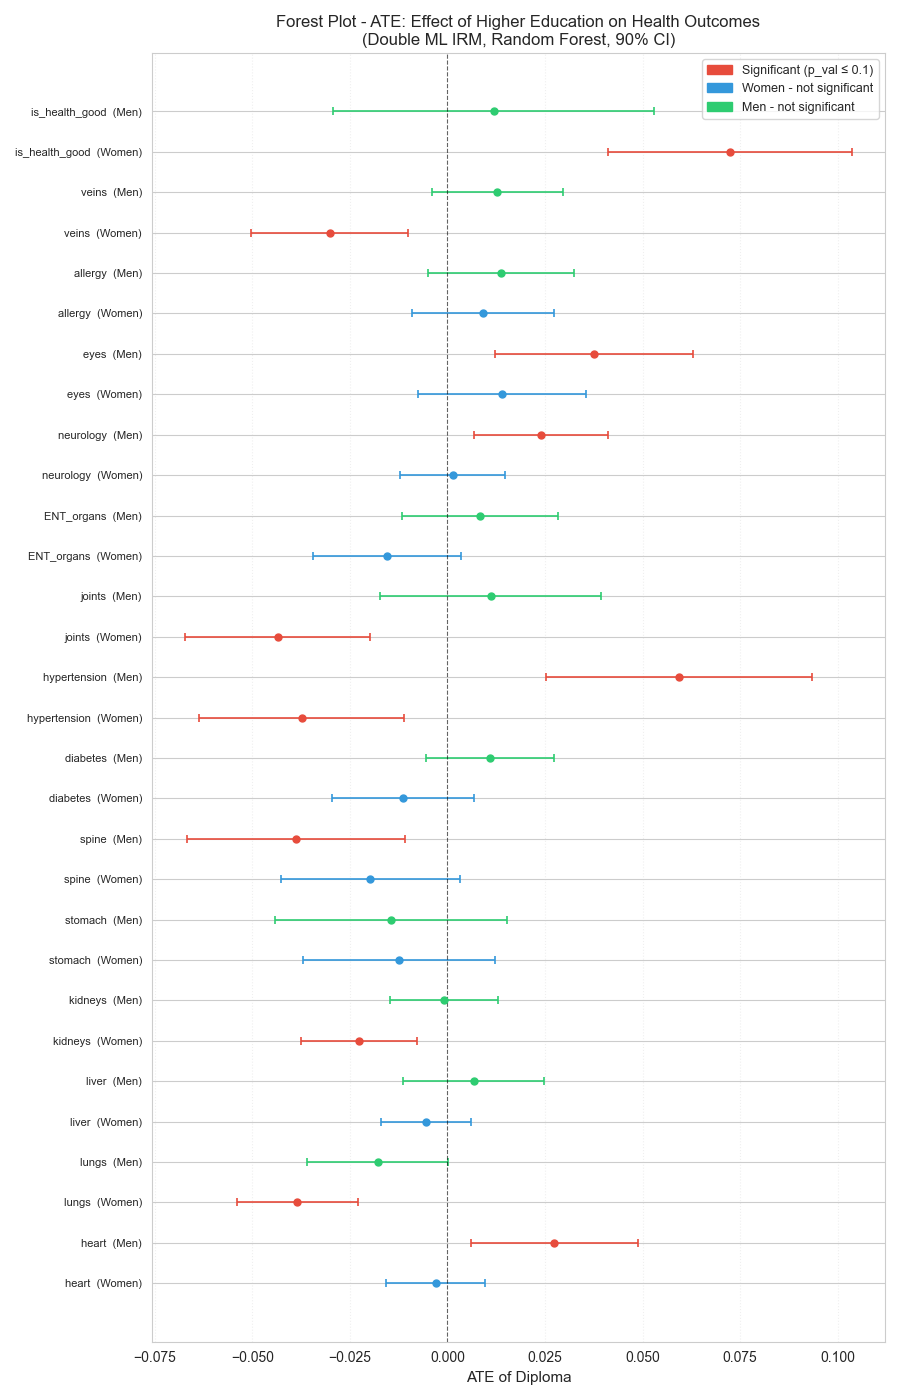 Forest Plot - ATE: Effect of Higher Education on Health Outcomes
(Double ML IRM, Random Forest, 90% CI)
Significant (p_val ≤ 0.1)
Women - not significant
Men - not significant
is_health_good (Men)
is_health_good (Women)
veins (Men)
veins (Women)
allergy (Men)
allergy (Women)
eyes (Men)
eyes (Women)
neurology (Men)
neurology (Women)
ENT_organs (Men)
ENT_organs (Women)
joints (Men)
joints (Women)
hypertension (Men)
hypertension (Women)
diabetes (Men)
diabetes (Women)
spine (Men)
spine (Women)
stomach (Men)
stomach (Women)
kidneys (Men)
kidneys (Women)
liver (Men)
liver (Women)
lungs (Men)
lungs (Women)
heart (Men)
heart (Women)
−0.075 −0.050 −0.025 0.000 0.025 0.050 0.075 0.100
ATE of Diploma